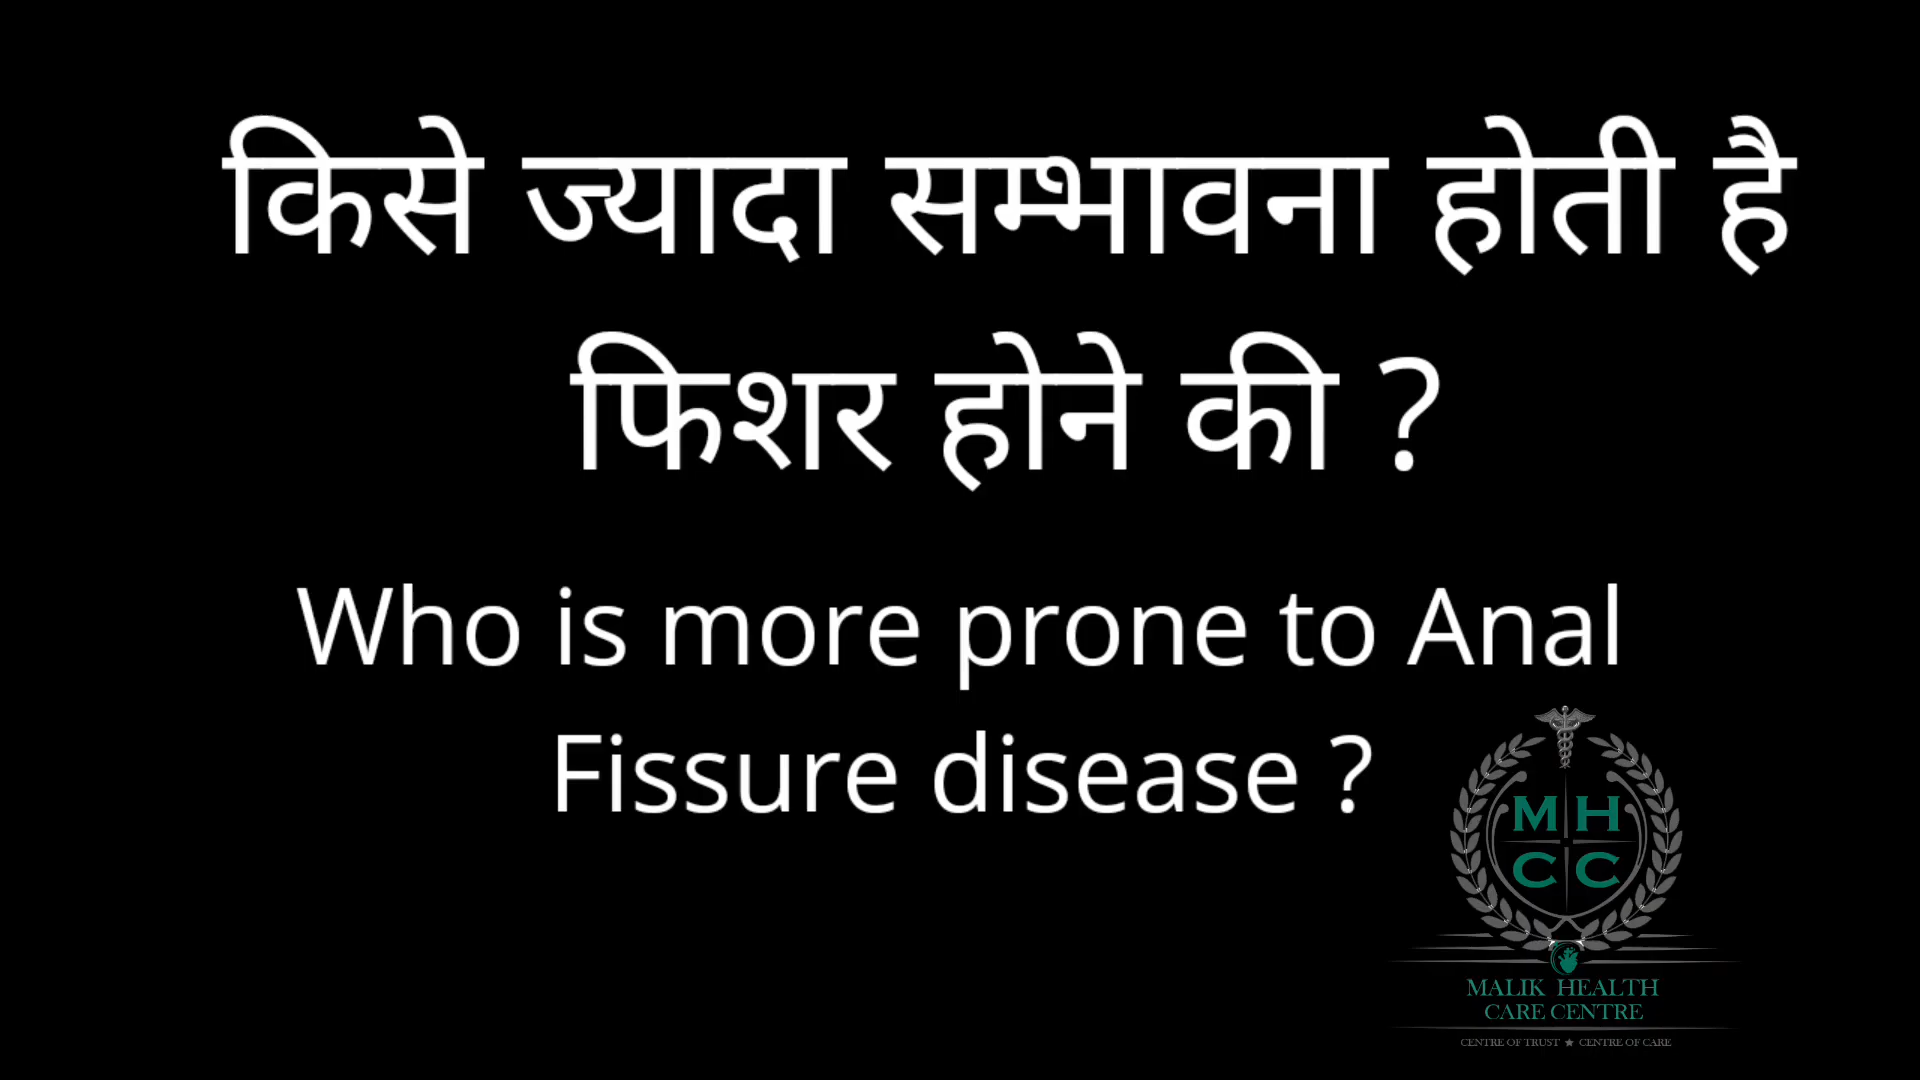 किसे ज्यादा सम्भावना होती है
फिशर होने की ?
Who is more prone to Anal
Fissure disease ?
M H
C C
MALIK HEALTH
CARE CENTRE
CENTRE OF TRUST ★ CENTRE OF CARE